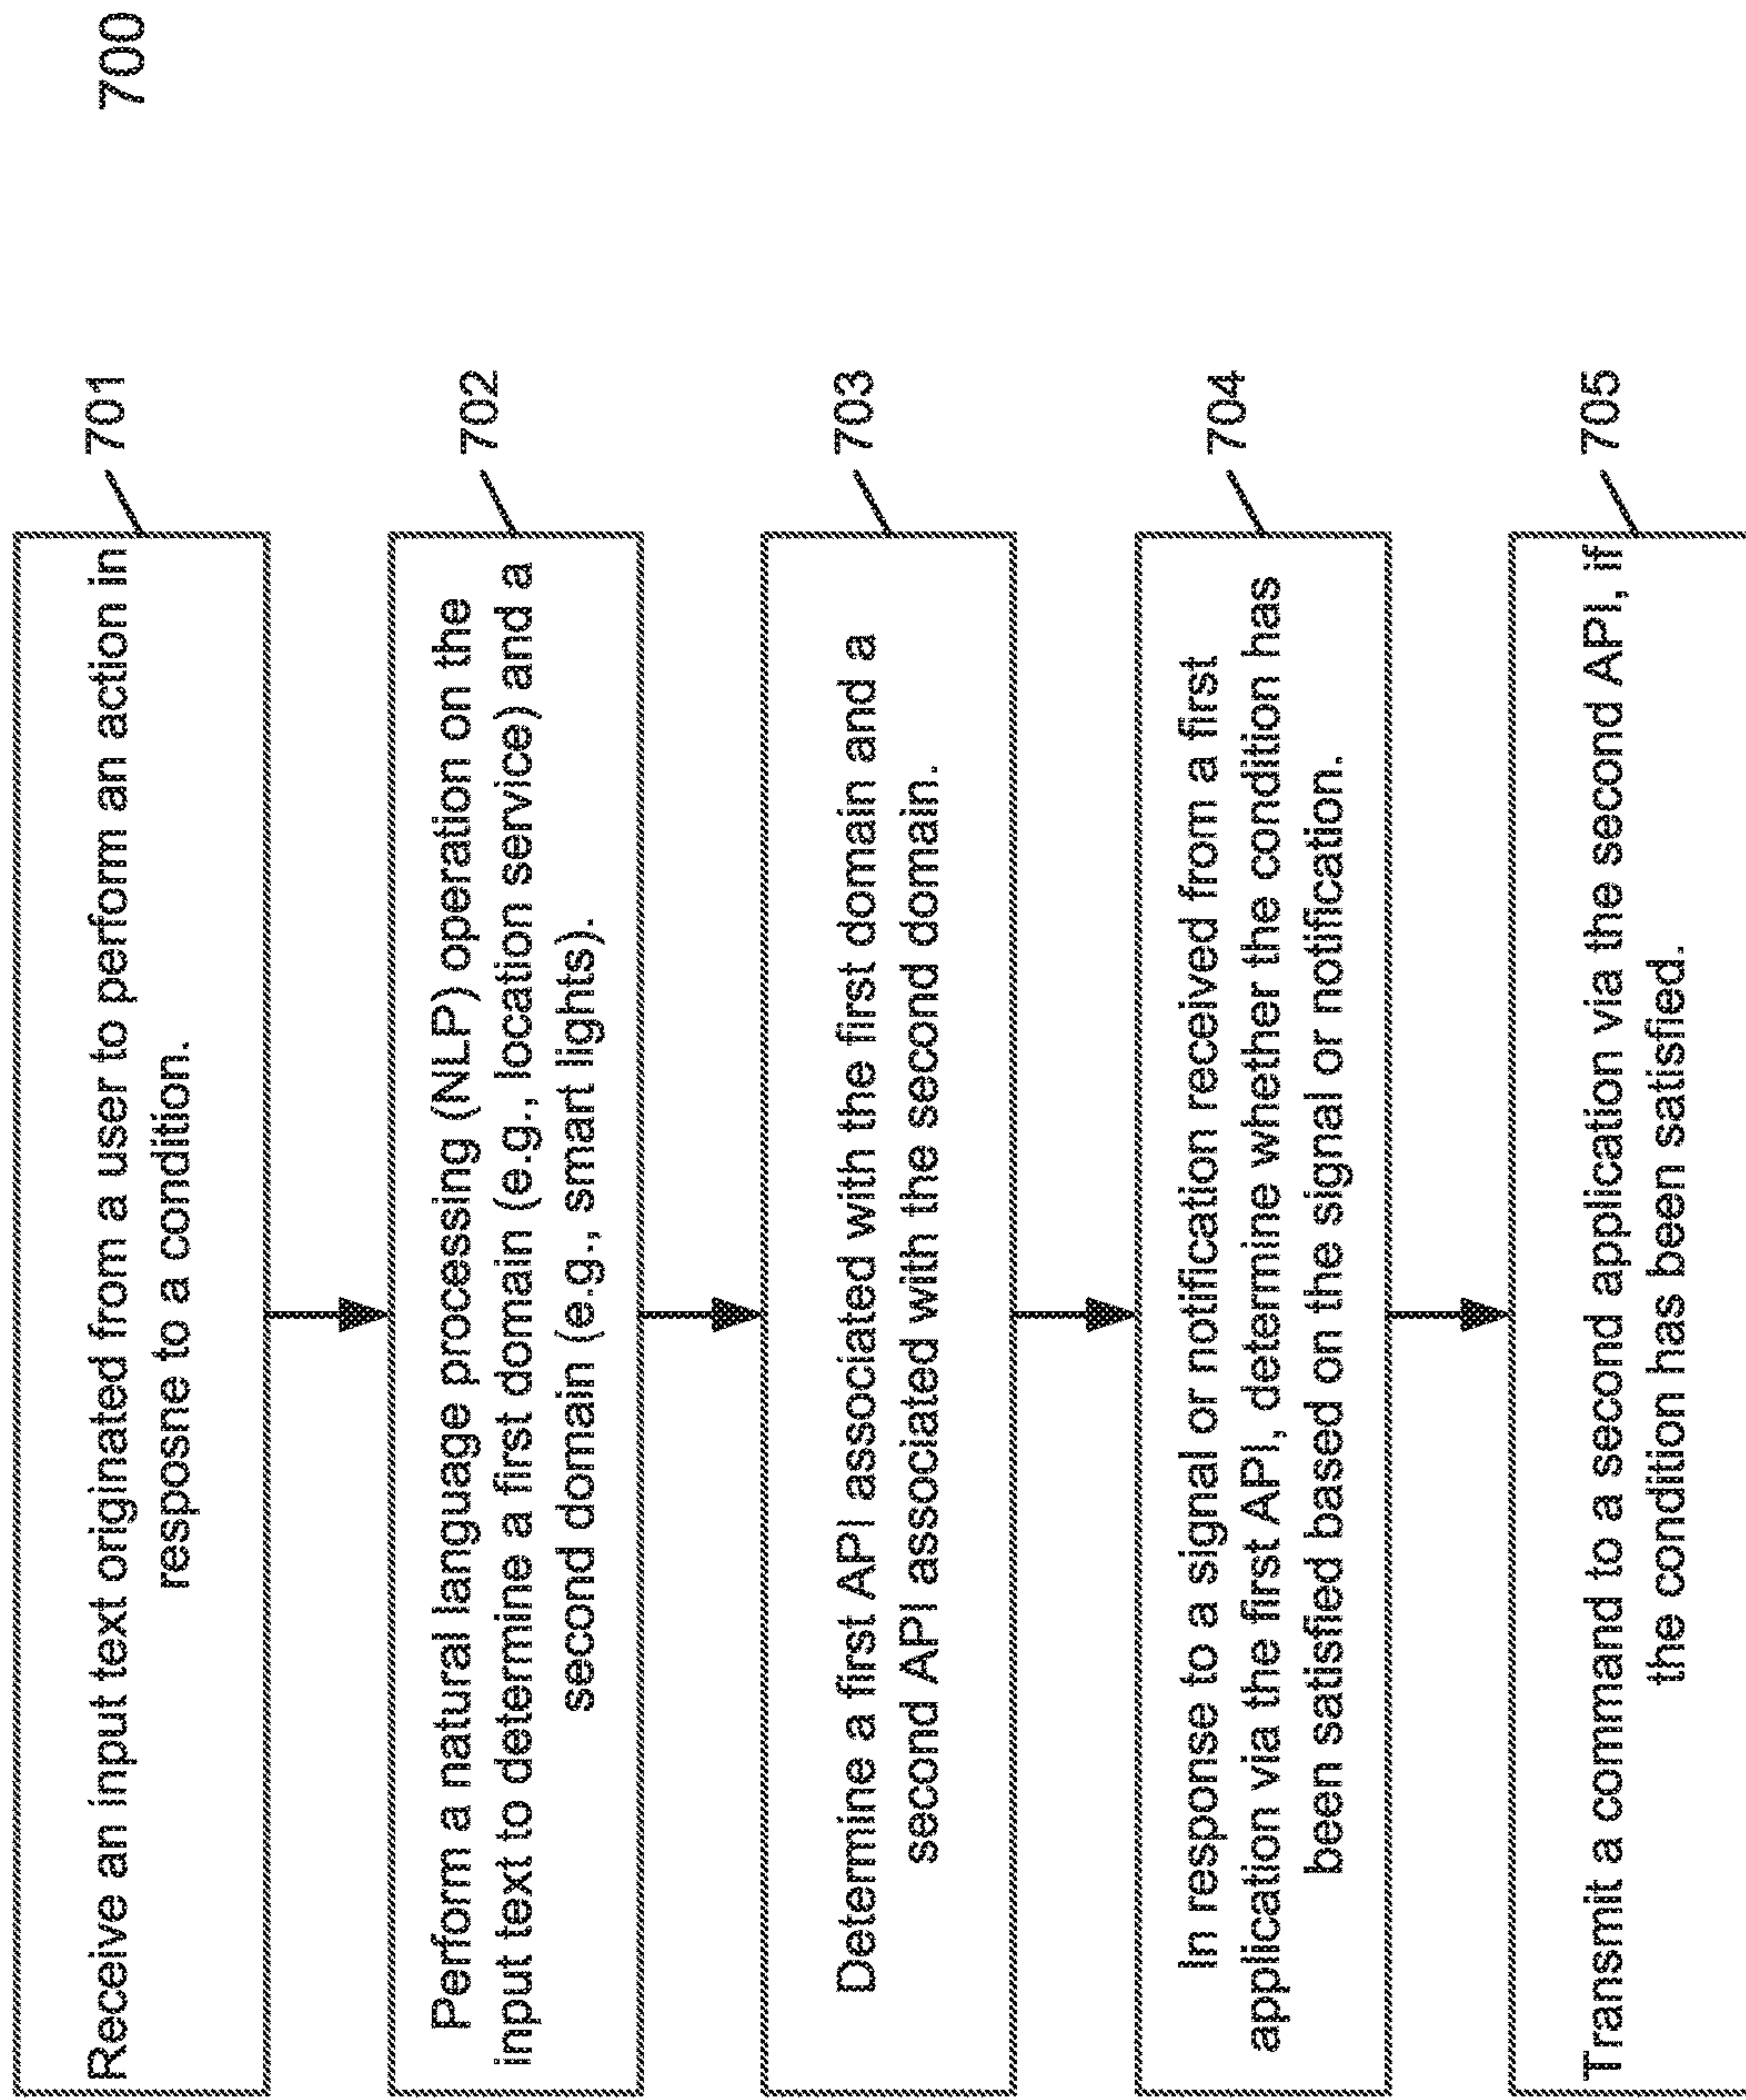 700
Receive an input text originated from a user to perform an action in
resposne to a condition.
701
Perform a natural language processing (NLP) operation on the
input text to determine a first domain (e.g., location service) and a
second domain (e.g., smart lights).
702
Determine a first API associated with the first domain and a
second API associated with the second domain.
703
In response to a signal or notification received from a first
application via the first API, determine whether the condition has
been satisfied based on the signal or notification.
704
Transmit a command to a second application via the second API, if
the condition has been satisfied.
705